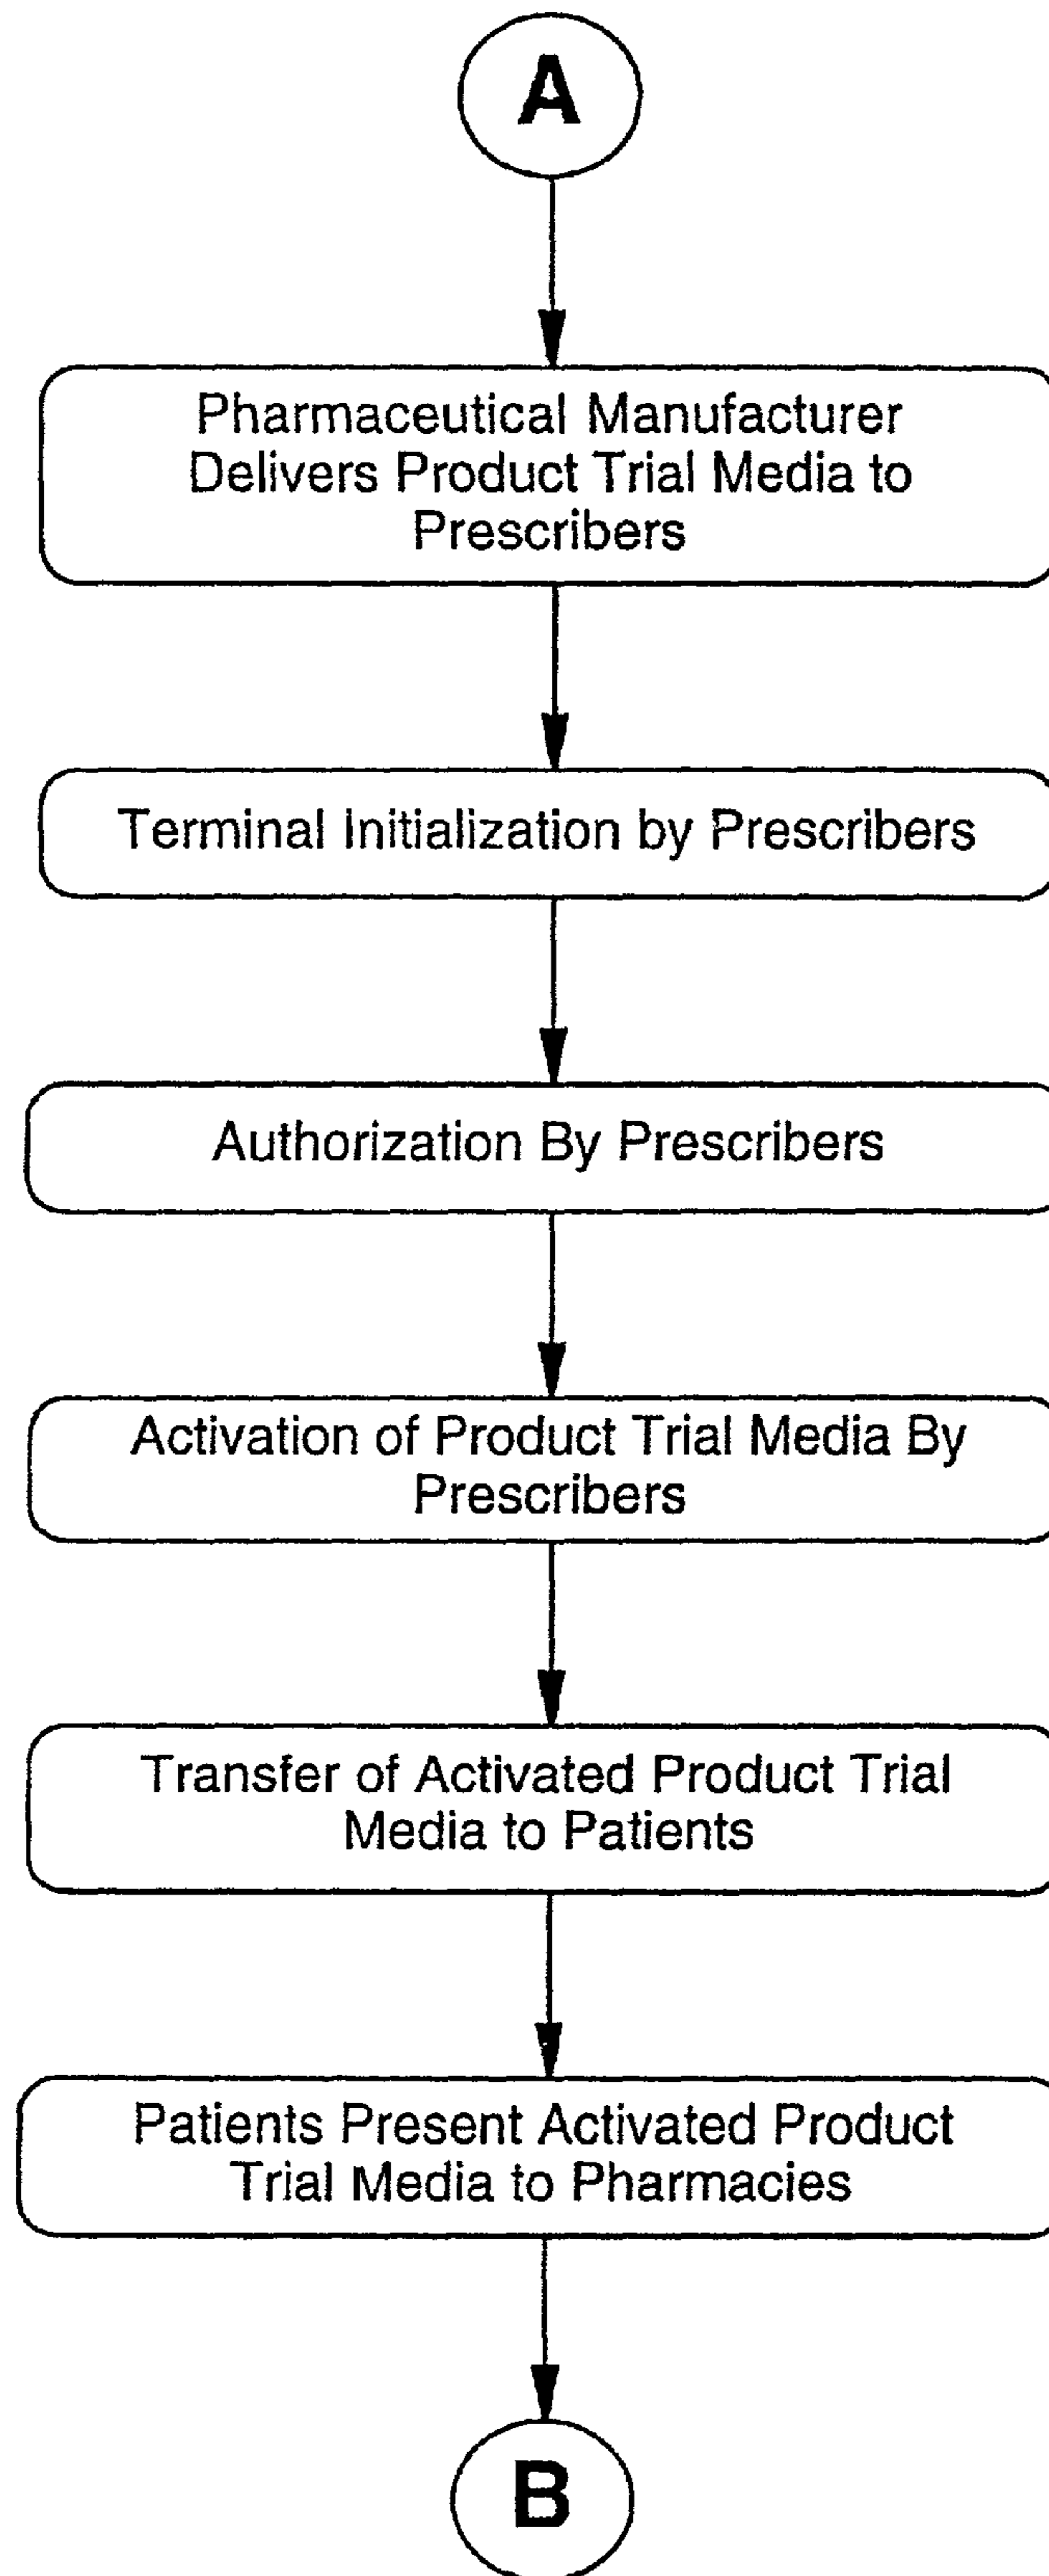 A
Pharmaceutical Manufacturer
Delivers Product Trial Media to
Prescribers
Terminal Initialization by Prescribers
Authorization By Prescribers
Activation of Product Trial Media By
Prescribers
Transfer of Activated Product Trial
Media to Patients
Patients Present Activated Product
Trial Media to Pharmacies
B